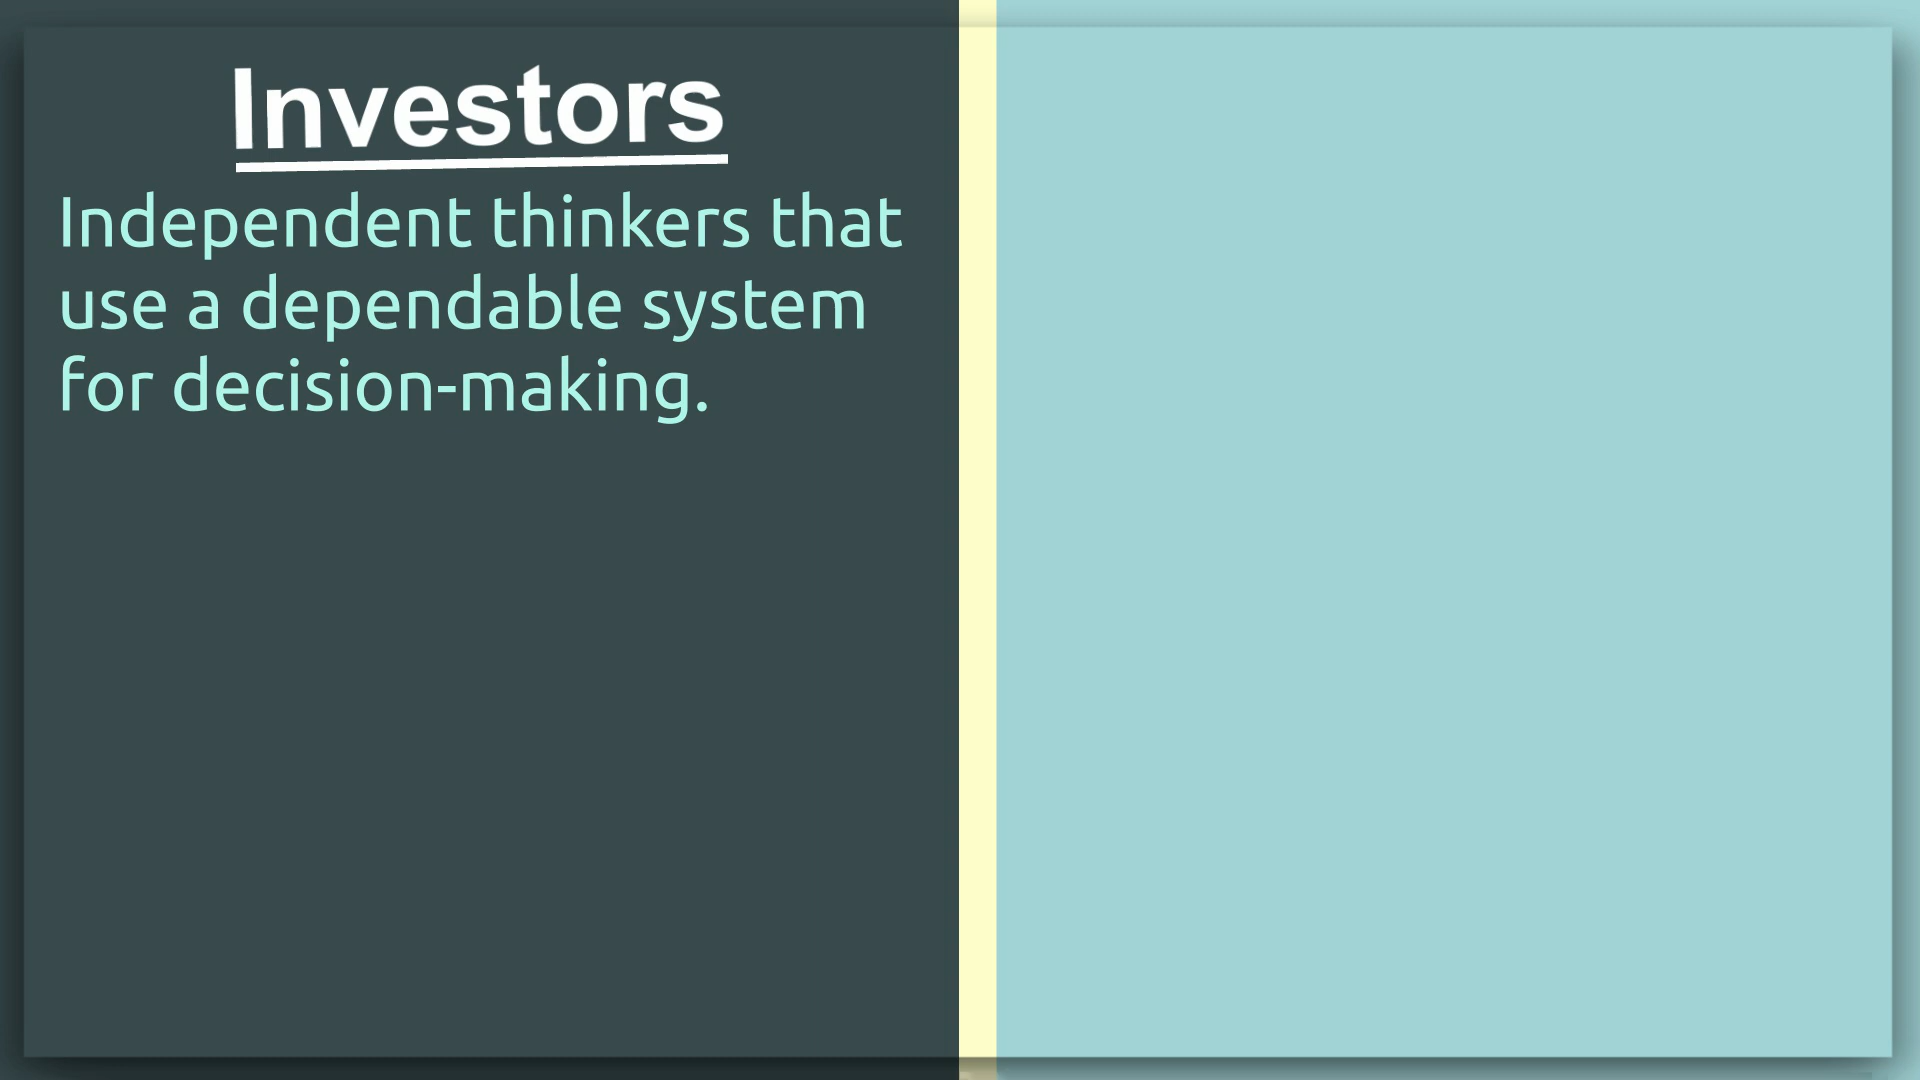 Investors
Independent thinkers that
use a dependable system
for decision-making.